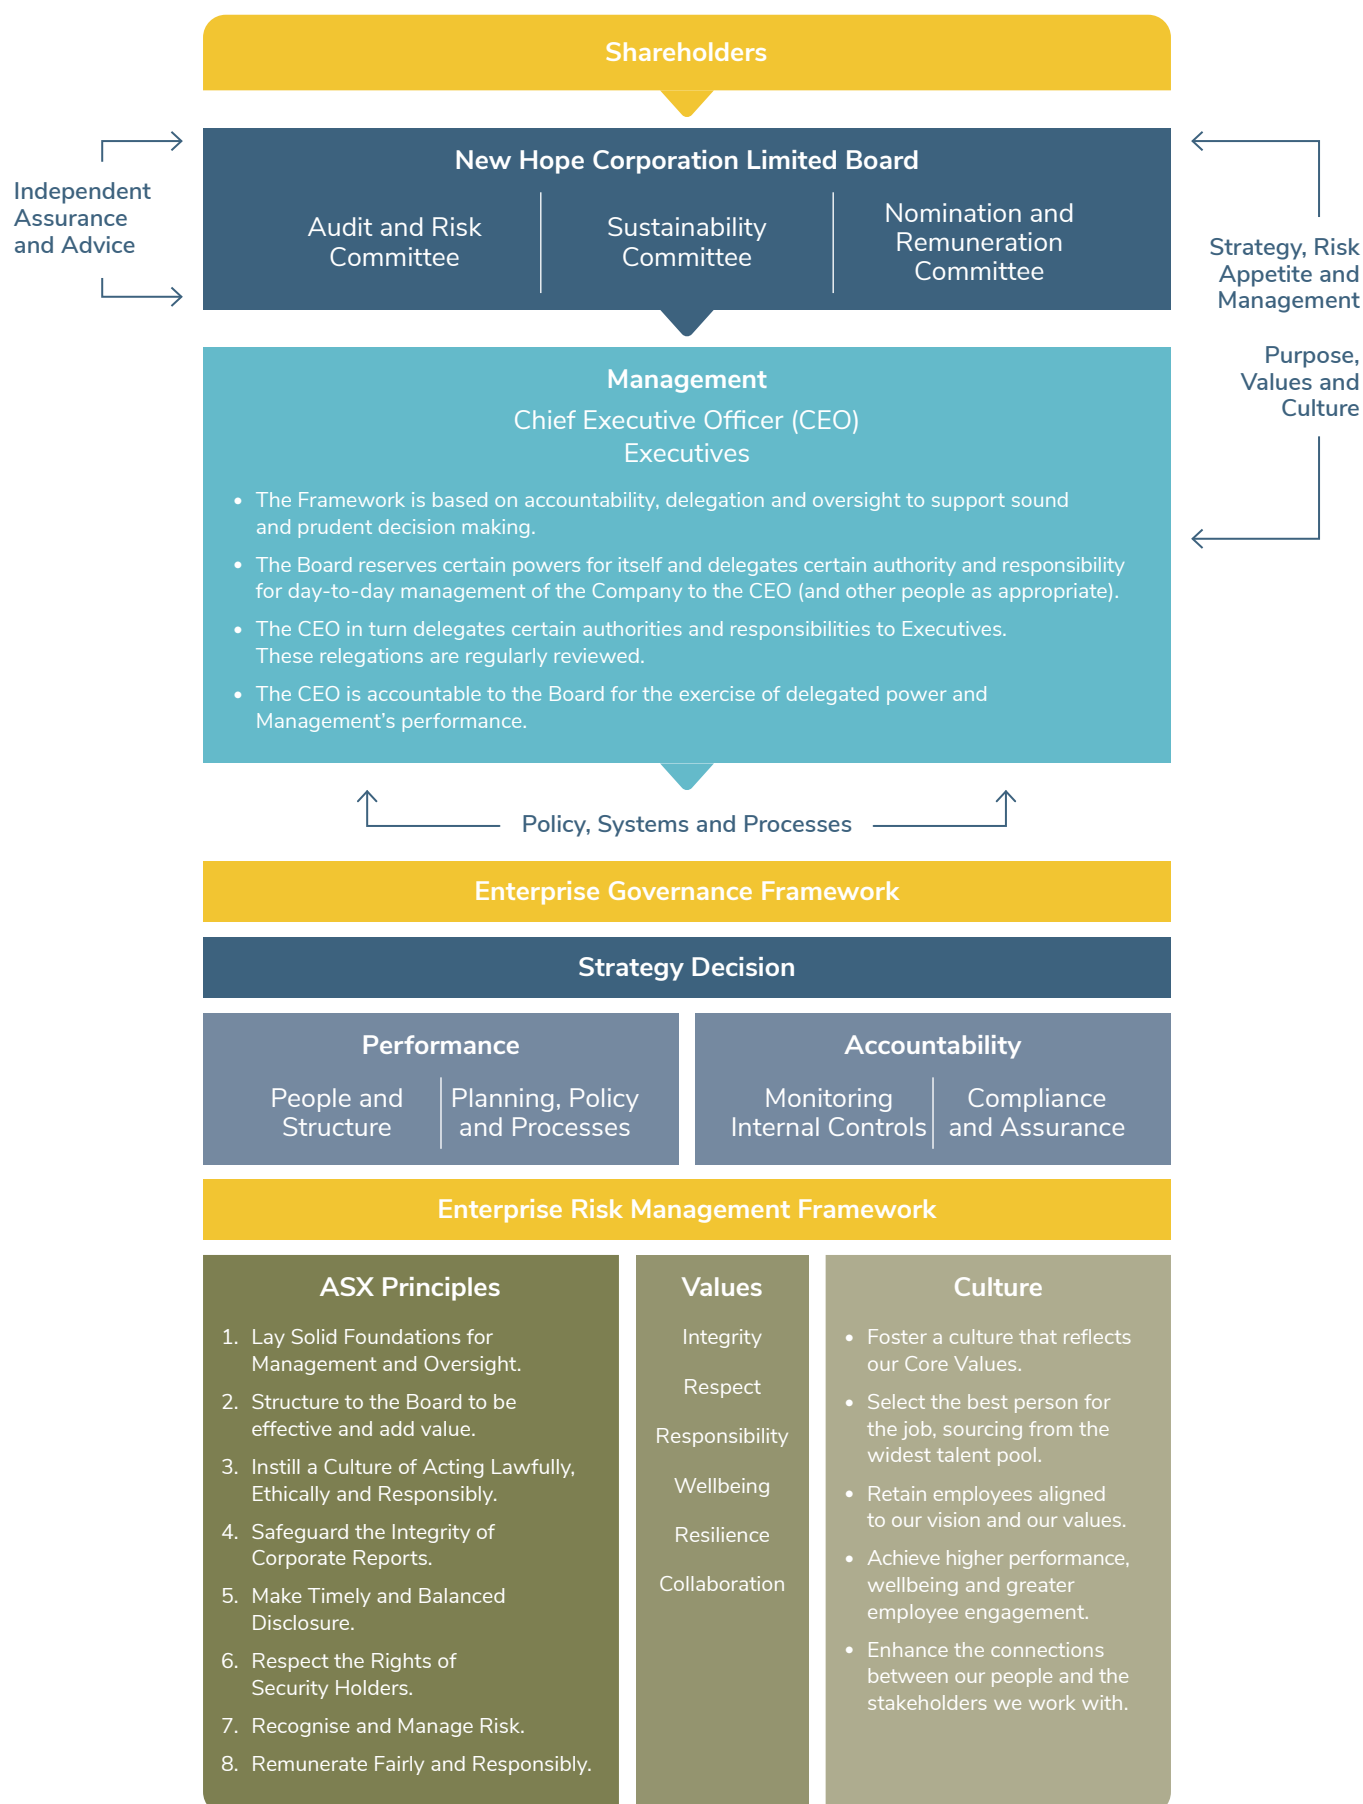 Shareholders
New Hope Corporation Limited Board
Audit and Risk
Committee
Sustainability
Committee
Nomination and
Remuneration
Committee
Independent
Assurance
and Advice
Strategy, Risk
Appetite and
Management
Purpose,
Values and
Culture
Management
Chief Executive Officer (CEO)
Executives
• The Framework is based on accountability, delegation and oversight to support sound
and prudent decision making.
• The Board reserves certain powers for itself and delegates certain authority and responsibility
for day-to-day management of the Company to the CEO (and other people as appropriate).
• The CEO in turn delegates certain authorities and responsibilities to Executives.
These relegations are regularly reviewed.
• The CEO is accountable to the Board for the exercise of delegated power and
Management's performance.
Policy, Systems and Processes
Enterprise Governance Framework
Strategy Decision
Performance
People and
Structure
Planning, Policy
and Processes
Accountability
Monitoring
Internal Controls
Compliance
and Assurance
Enterprise Risk Management Framework
ASX Principles
1. Lay Solid Foundations for
Management and Oversight.
2. Structure to the Board to be
effective and add value.
3. Instill a Culture of Acting Lawfully,
Ethically and Responsibly.
4. Safeguard the Integrity of
Corporate Reports.
5. Make Timely and Balanced
Disclosure.
6. Respect the Rights of
Security Holders.
7. Recognise and Manage Risk.
8. Remunerate Fairly and Responsibly.
Values
Integrity
Respect
Responsibility
Wellbeing
Resilience
Collaboration
Culture
• Foster a culture that reflects
our Core Values.
• Select the best person for
the job, sourcing from the
widest talent pool.
• Retain employees aligned
to our vision and our values.
• Achieve higher performance,
wellbeing and greater
employee engagement.
• Enhance the connections
between our people and the
stakeholders we work with.